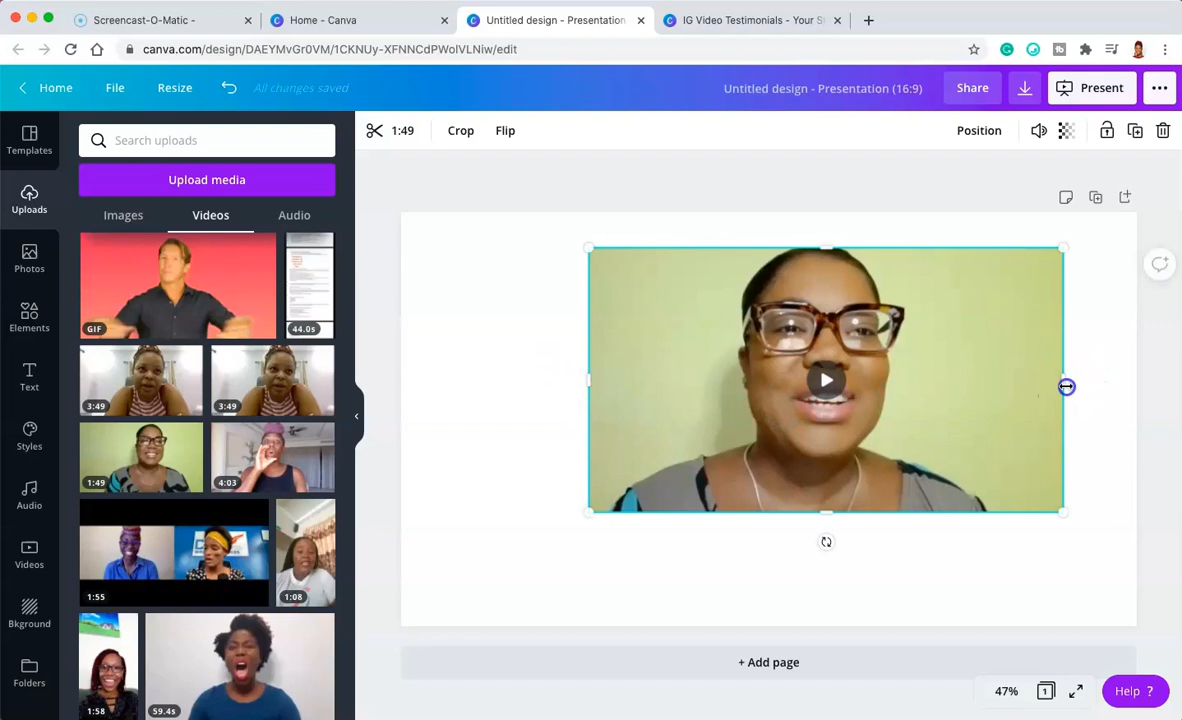 Screencast-O-Matic -
Home - Canva
Untitled design - Presentation
IG Video Testimonials - Your S
canva.com/design/DAEYMvGr0VM/1CKNUy-XFNNCdPWolVLNiw/edit
Home
File
Resize
All changes saved
Untitled design - Presentation (16:9)
Share
Present
Search uploads
1:49
Crop
Flip
Position
Templates
Upload media
Uploads
Images
Videos
Audio
Photos
GIF
44.0s
Elements
Text
3:49
3:49
Styles
1:49
4:03
Audio
Videos
1:55
1:08
Bkground
Folders
1:58
59.4s
+ Add page
47%
1
Help ?